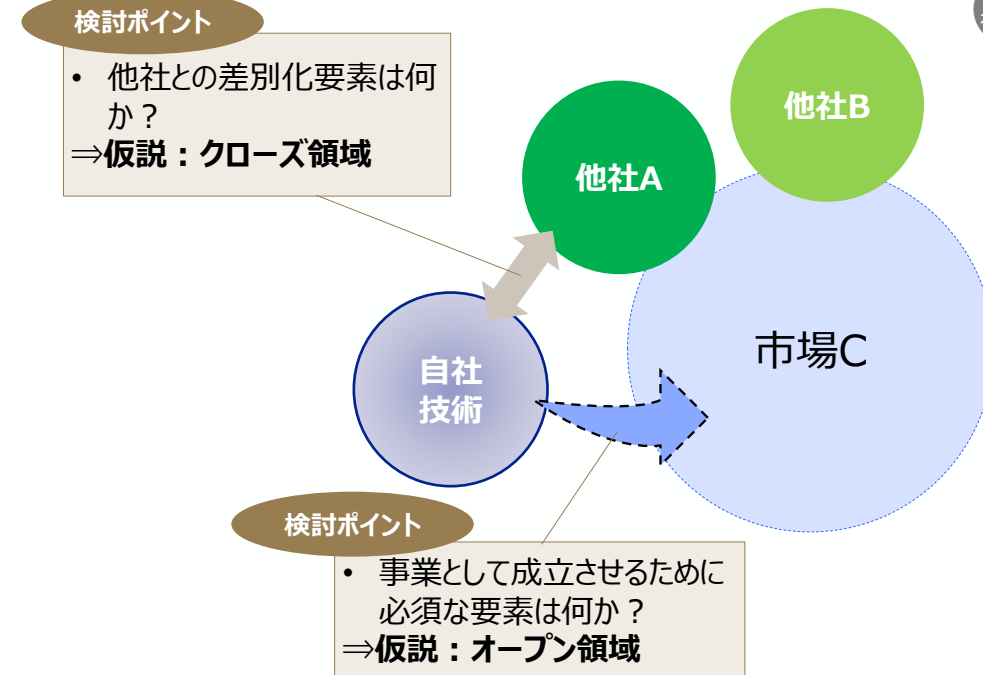 検討ポイント
• 他社との差別化要素は何
か？
⇒仮説：クローズ領域
他社B
他社A
市場C
自社
技術
検討ポイント
• 事業として成立させるために
必須な要素は何か？
⇒仮説：オープン領域